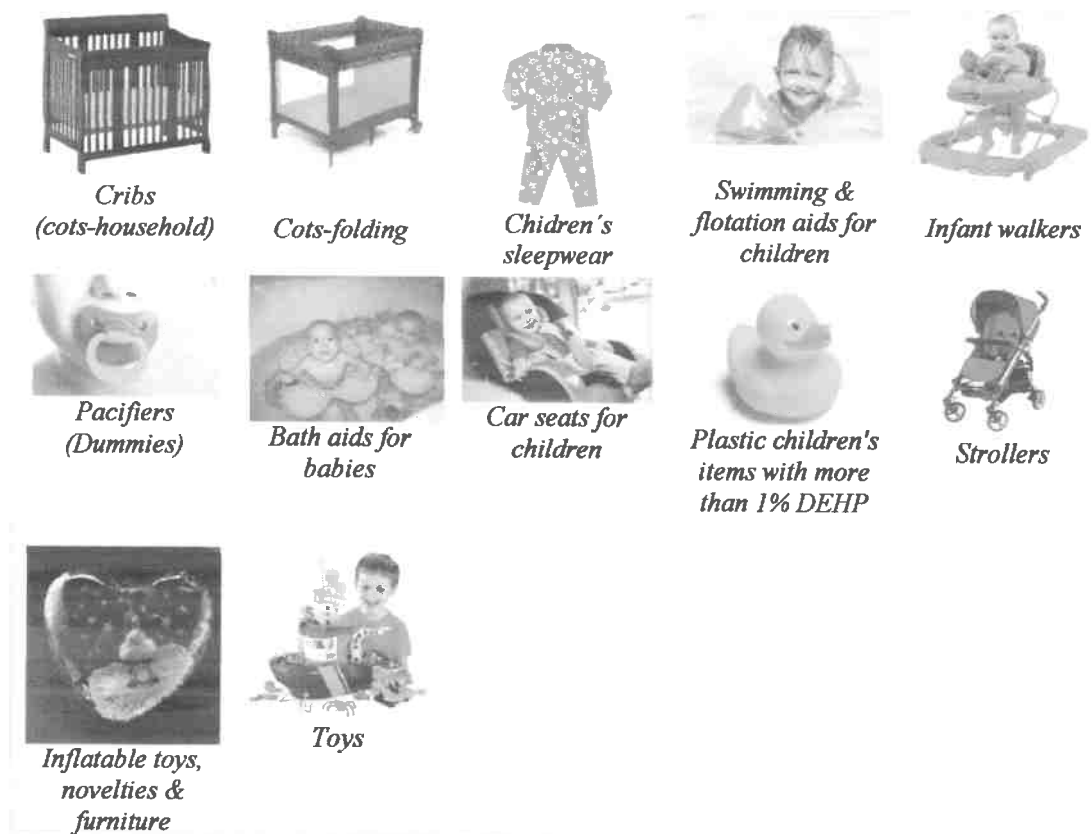 Cribs
(cots-household)
Cots-folding
Chidren´s
sleepwear
Swimming &
flotation aids for
children
Infant walkers
Pacifiers
(Dummies)
Bath aids for
babies
Car seats for
children
Plastic children's
items with more
than 1% DEHP
Strollers
Inflatable toys,
novelties &
furniture
Toys